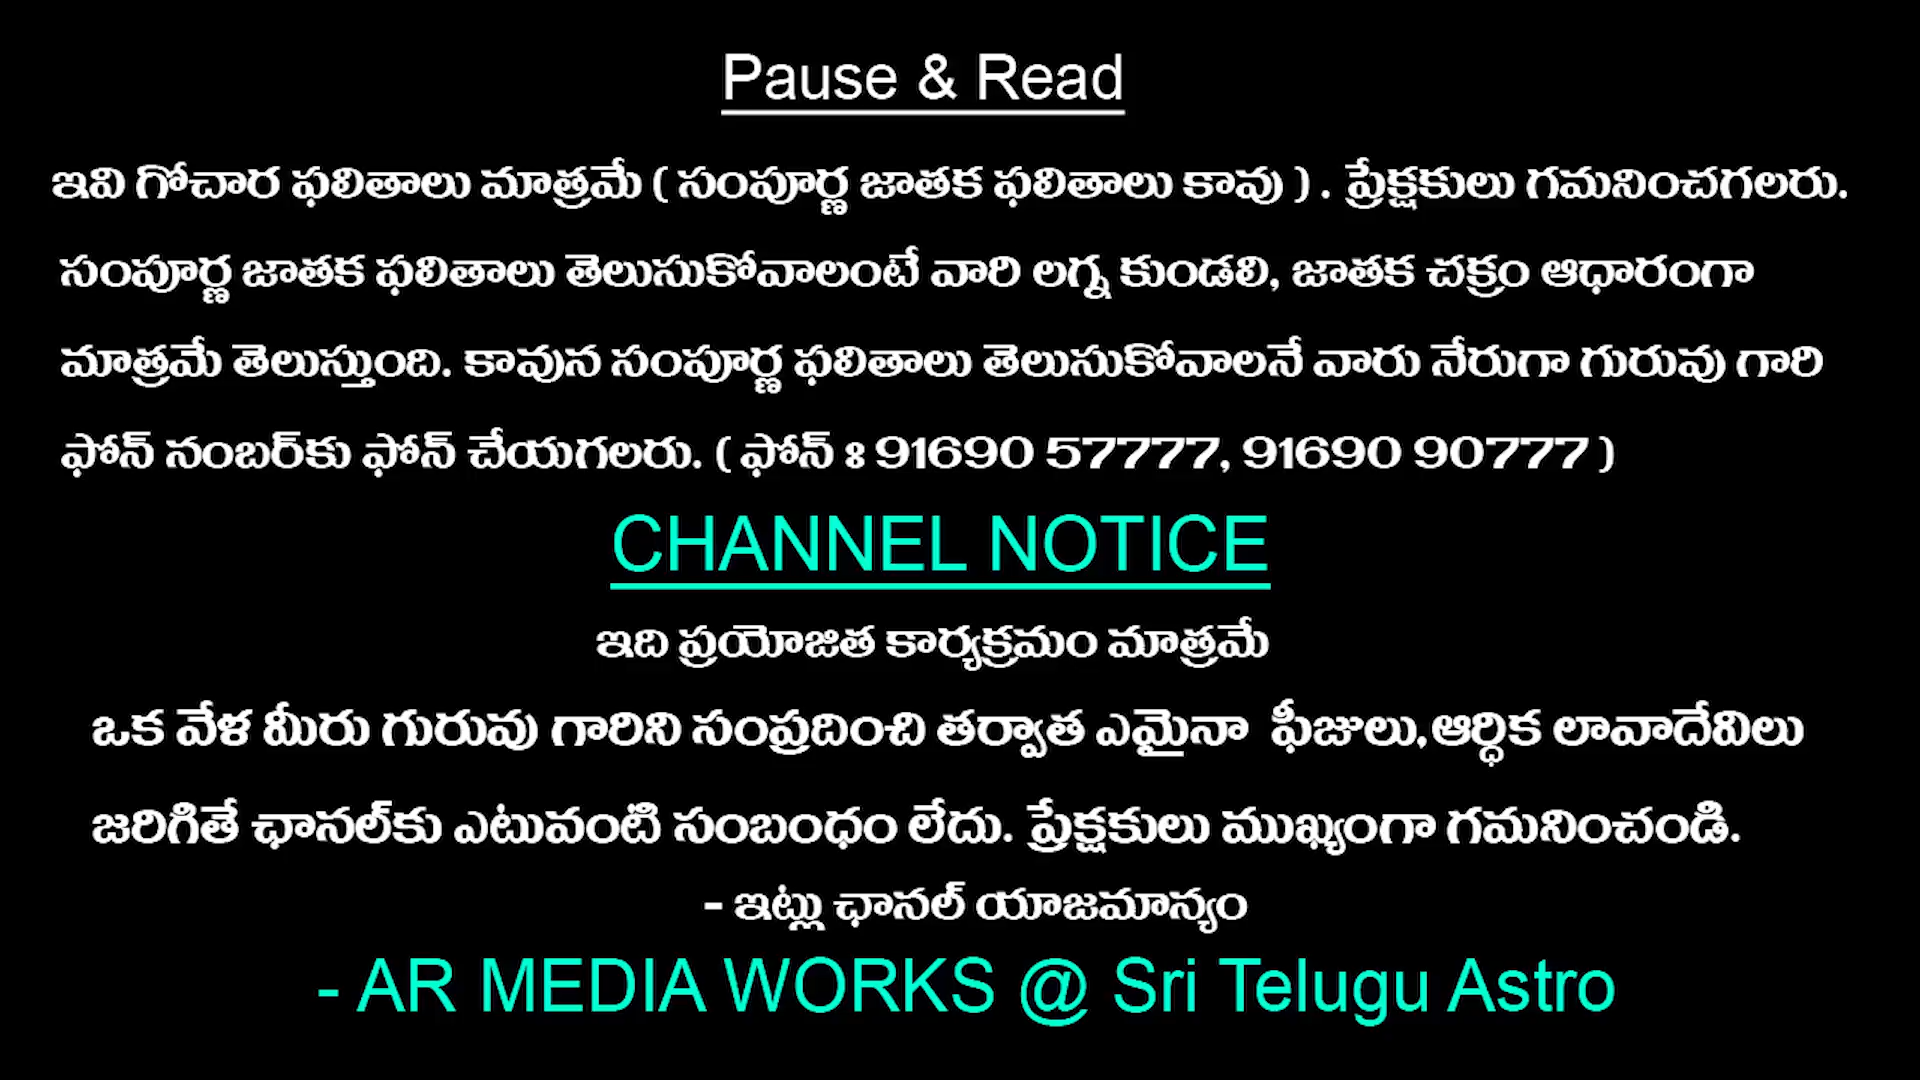 Pause & Read
ఇవి గోచార ఫలితాలు మాత్రమే ( సంపూర్ణ జాతక ఫలితాలు కావు ) . ప్రేక్షకులు గమనించగలరు.
సంపూర్ణ జాతక ఫలితాలు తెలుసుకోవాలంటే వారి లగ్న కుండలి, జాతక చక్రం ఆధారంగా
మాత్రమే తెలుస్తుంది. కావున సంపూర్ణ ఫలితాలు తెలుసుకోవాలనే వారు నేరుగా గురువు గారి
ఫోన్ నంబర్‌కు ఫోన్ చేయగలరు. ( ఫోన్ ః 91690 57777, 91690 90777 )
CHANNEL NOTICE
ఇది ప్రయోజిత కార్యక్రమం మాత్రమే
ఒక వేళ మీరు గురువు గారిని సంప్రదించి తర్వాత ఎమైనా ఫీజులు,ఆర్ధిక లావాదేవిలు
జరిగితే ఛానల్‌కు ఎటువంటి సంబంధం లేదు. ప్రేక్షకులు ముఖ్యంగా గమనించండి.
- ఇట్లు ఛానల్ యాజమాన్యం
- AR MEDIA WORKS @ Sri Telugu Astro